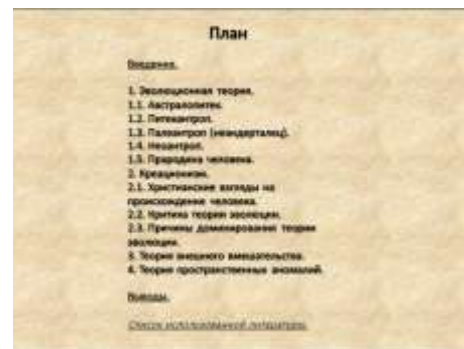 План
Введение.
1. Эволюционная теория.
1.1. Австралопитек.
1.2. Питекантроп.
1.3. Палеантроп (неандерталец).
1.4. Неоантроп.
1.5. Прародина человека.
2. Креационизм.
2.1. Христианские взгляды на
происхождение человека.
2.2. Критика теории эволюции.
2.3. Причины доминирования теории
эволюции.
3. Теория внешнего вмешательства.
4. Теория пространственных аномалий.
Выводы.
Список использованной литературы.